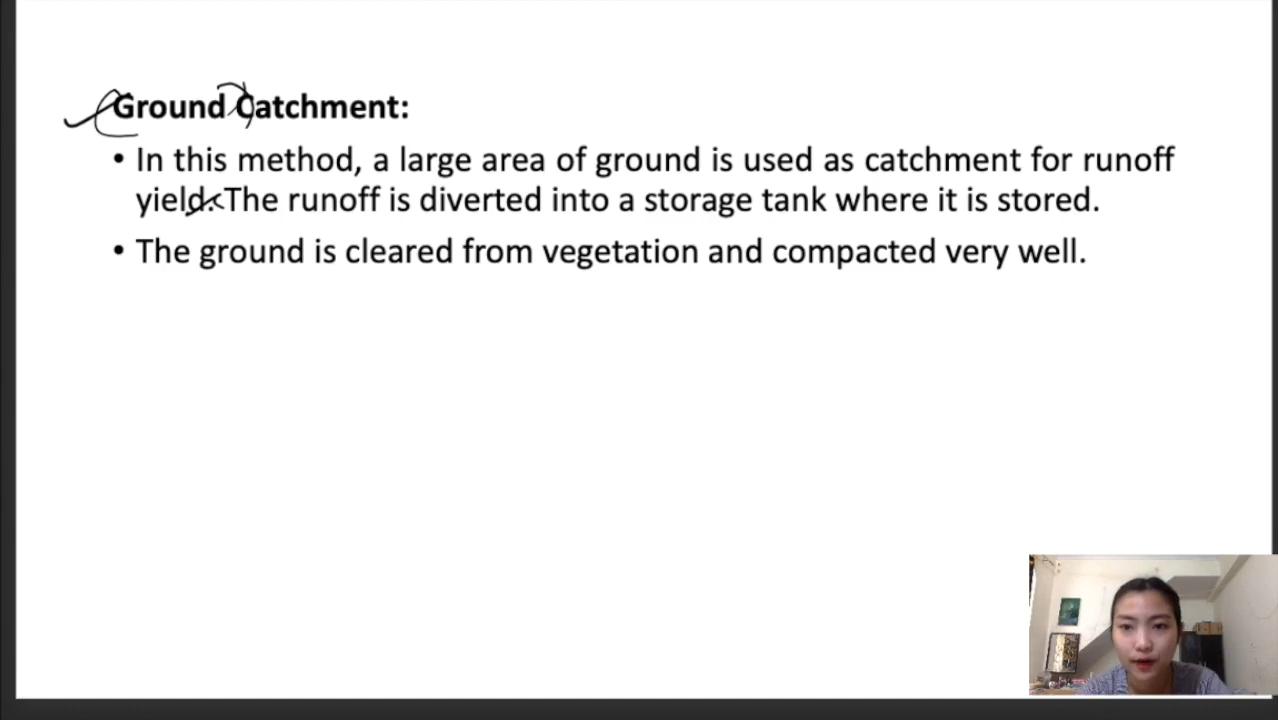 Ground Catchment:
• In this method, a large area of ground is used as catchment for runoff
yield. The runoff is diverted into a storage tank where it is stored.
• The ground is cleared from vegetation and compacted very well.